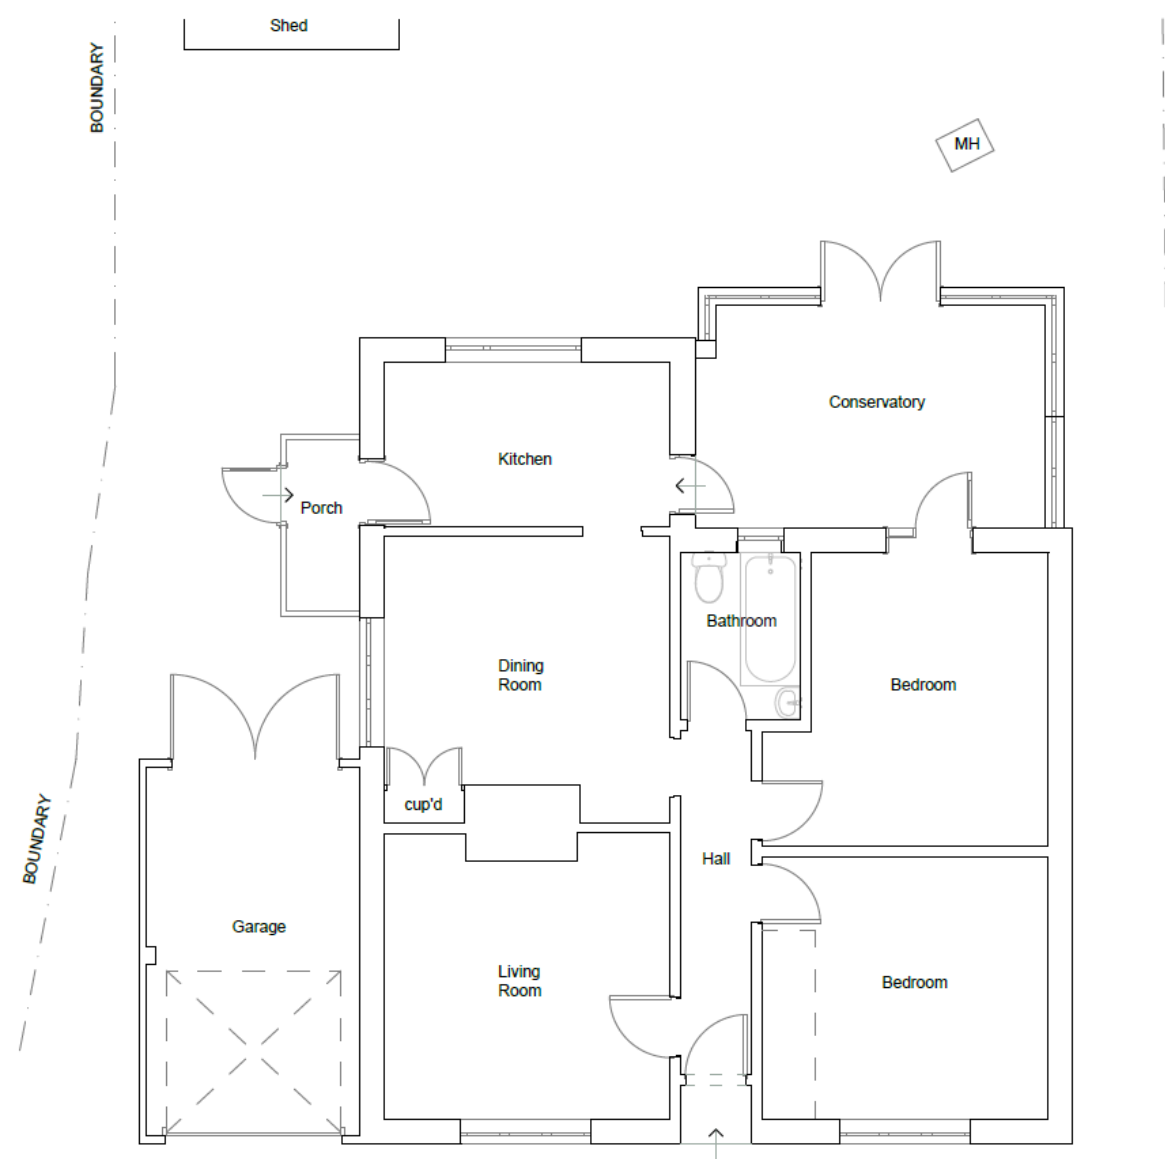 Shed
BOUNDARY
MH
Conservatory
Kitchen
Porch
Bathroom
Dining
Room
Bedroom
cup'd
BOUNDARY
Hall
Garage
Living
Room
Bedroom